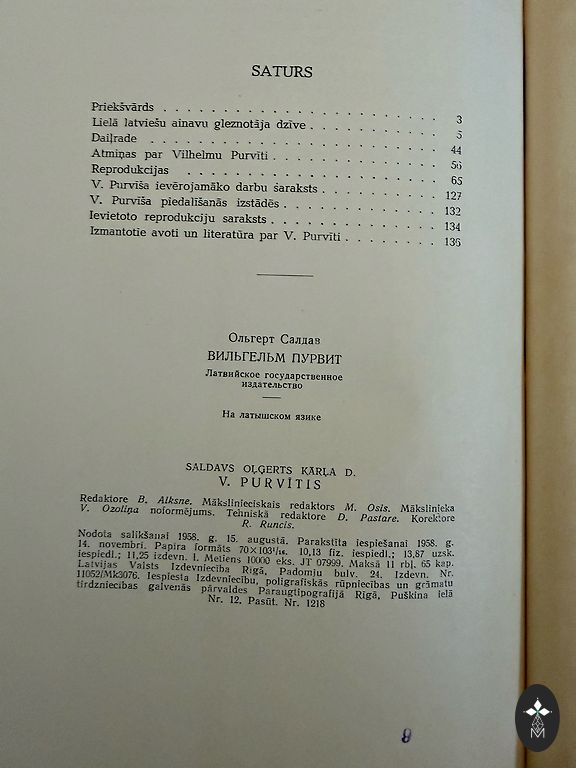 SATURS
Priekšvārds . . . . . . . . . . . . . . . . . . . 3
Lielā latviešu ainavu gleznotāja dzīve . . . . . . . . 5
Daiļrade . . . . . . . . . . . . . . . . . . . . 44
Atmiņas par Vilhelmu Purvīti . . . . . . . . . . . 56
Reprodukcijas . . . . . . . . . . . . . . . . . . 65
V. Purvīša ievērojamāko darbu saraksts . . . . . . . . 127
V. Purvīša piedalīšanās izstādēs . . . . . . . . . . 132
Ievietoto reprodukciju saraksts . . . . . . . . . . . 134
Izmantotie avoti un literatūra par V. Purvīti . . . . . . 136
Ольгерт Салдав
ВИЛЬГЕЛЬМ ПУРВИТ
Латвийское государственное
издательство
На латышском языке
SALDAVS OĻĢERTS KĀRĻA D.
V. PURVĪTIS
Redaktore B. Alksne. Mākslinieciskais redaktors M. Osis. Mākslinieka
V. Ozoliņa noformējums. Tehniskā redaktore D. Pastare. Korektore
R. Runcis.
Nodota salikšanai 1958. g. 15. augustā. Parakstīta iespiešanai 1958. g.
14. novembrī. Papīra formāts 70×103¹/₁₆. 10,13 fiz. iespiedl.; 13,87 uzsk.
iespiedl.; 11,25 izdevn. l. Metiens 10000 eks. JT 07999. Maksā 11 rbļ. 65 kap.
Latvijas Valsts Izdevniecība Rīgā, Padomju bulv. 24. Izdevn. Nr.
11052/Mk3076. Iespiesta Izdevniecību, poligrafiskās rūpniecības un grāmatu
tirdzniecības galvenās pārvaldes Paraugtipografijā Rīgā, Puškina ielā
Nr. 12. Pasūt. Nr. 1218
8
M